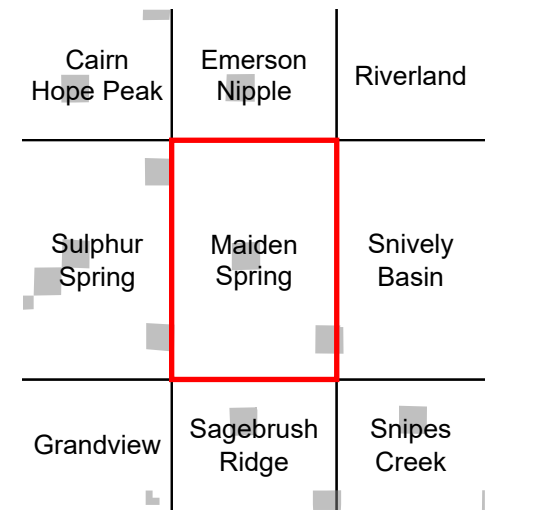 Cairn
Hope Peak
Emerson
Nipple
Riverland
Sulphur
Spring
Maiden
Spring
Snively
Basin
Grandview
Sagebrush
Ridge
Snipes
Creek